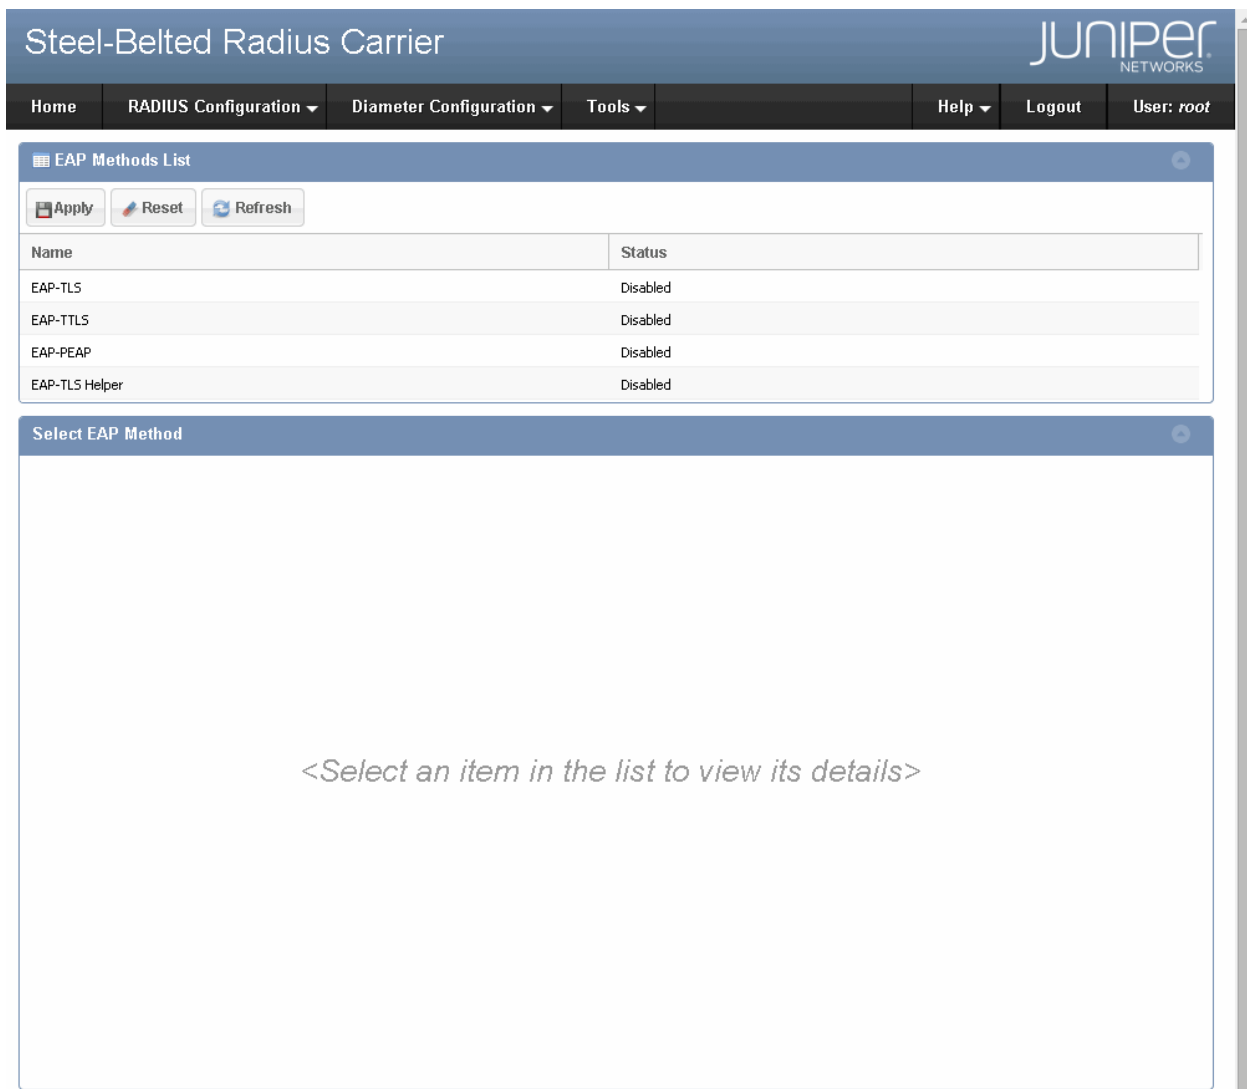 Steel-Belted Radius Carrier
JUNIPER
NETWORKS
Home RADIUS Configuration Diameter Configuration Tools Help Logout User: root
EAP Methods List
Apply Reset Refresh
Name Status
EAP-TLS Disabled
EAP-TTLS Disabled
EAP-PEAP Disabled
EAP-TLS Helper Disabled
Select EAP Method
<Select an item in the list to view its details>